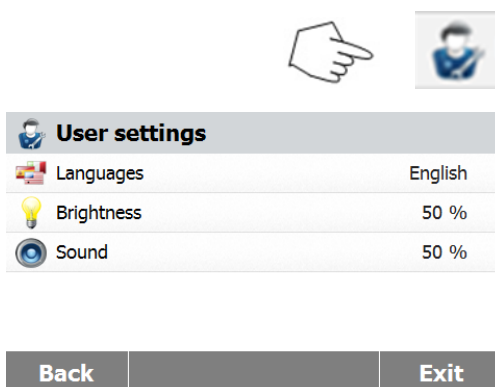 User settings
Languages English
Brightness 50 %
Sound 50 %
Back Exit